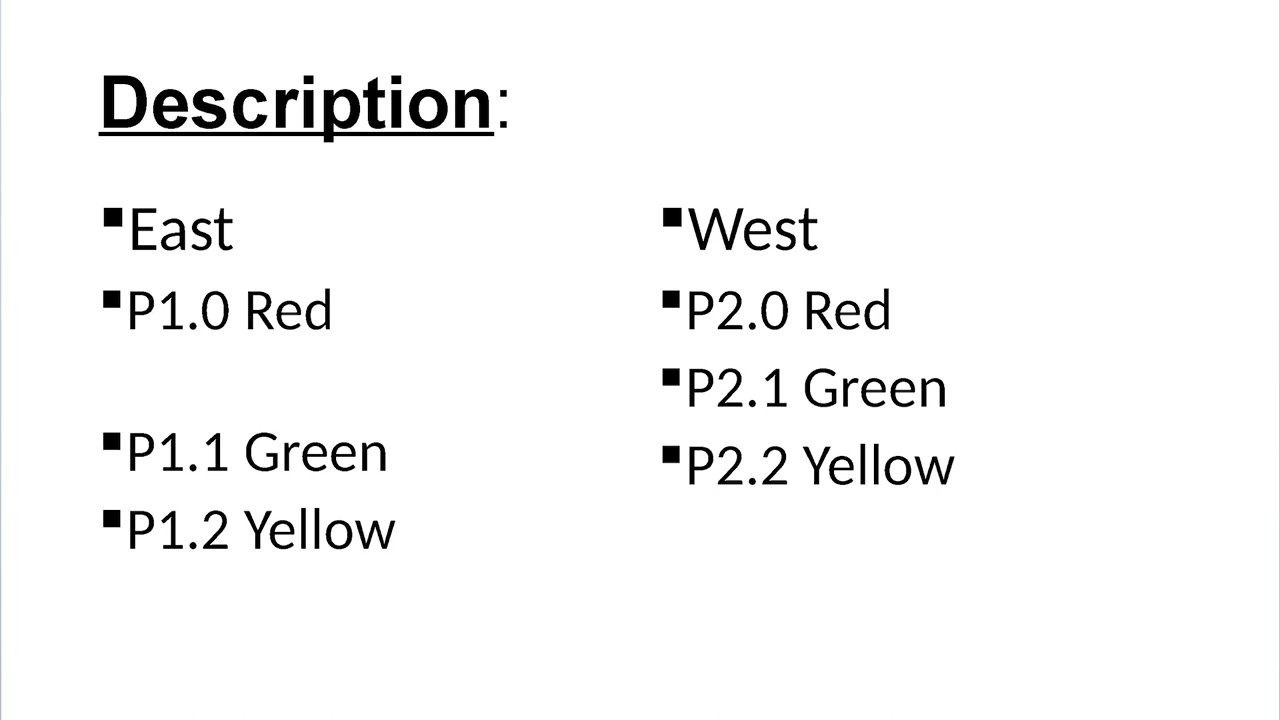 Description:
▪East
▪P1.0 Red
▪P1.1 Green
▪P1.2 Yellow
▪West
▪P2.0 Red
▪P2.1 Green
▪P2.2 Yellow